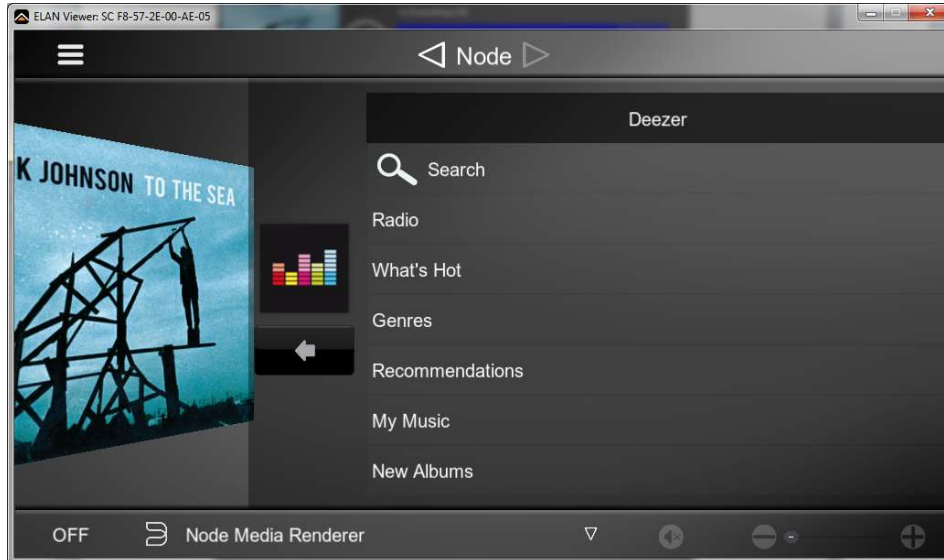 ELAN Viewer: SC F8-57-2E-00-AE-05
Node
Deezer
K JOHNSON TO THE SEA
Search
Radio
What's Hot
Genres
Recommendations
My Music
New Albums
OFF Node Media Renderer